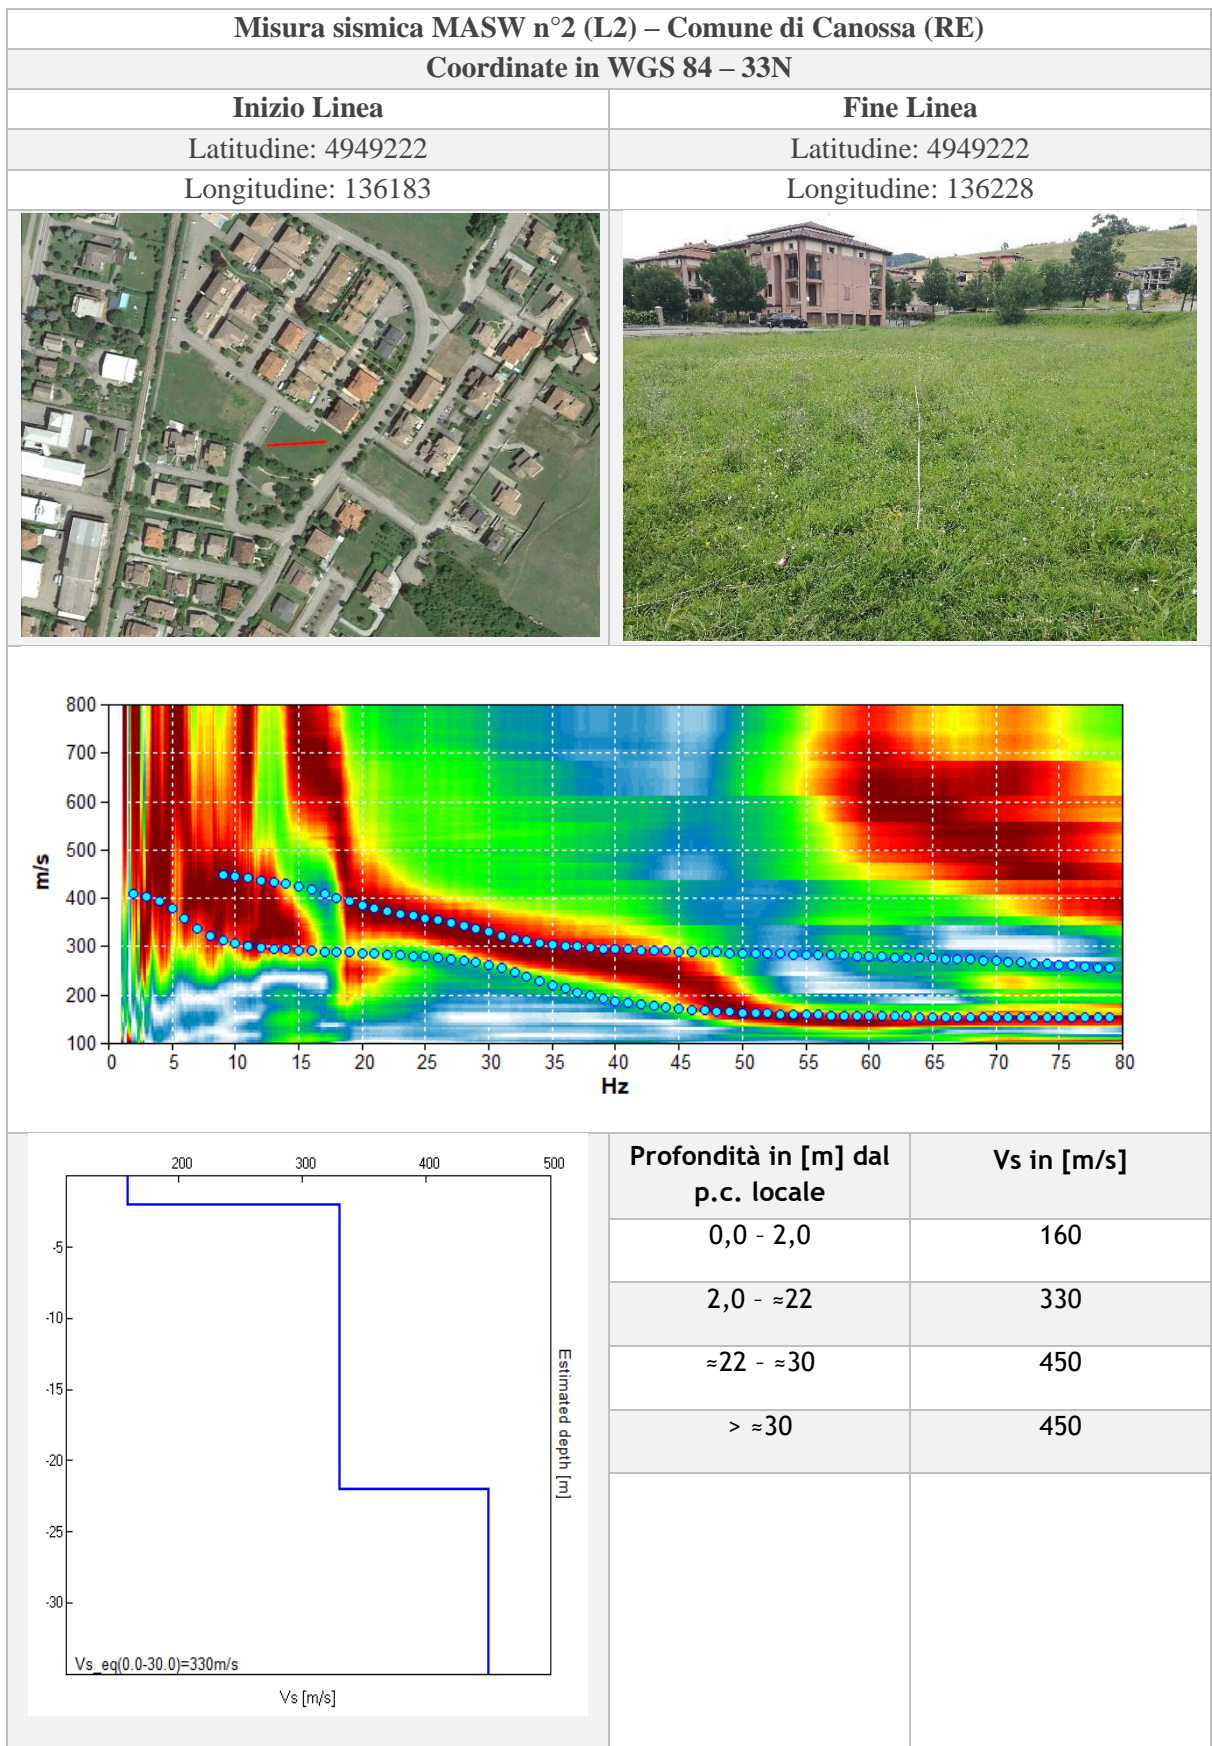 Misura sismica MASW n°2 (L2) – Comune di Canossa (RE)
Coordinate in WGS 84 – 33N
Inizio Linea
Fine Linea
Latitudine: 4949222
Latitudine: 4949222
Longitudine: 136183
Longitudine: 136228
800
700
600
500
400
300
200
100
m/s
0 5 10 15 20 25 30 35 40 45 50 55 60 65 70 75 80
Hz
200 300 400 500
-5
-10
-15
-20
-25
-30
Estimated depth [m]
Vs_eq(0.0-30.0)=330m/s
Vs [m/s]
Profondità in [m] dal
p.c. locale
Vs in [m/s]
0,0 – 2,0
160
2,0 – ≈22
330
≈22 – ≈30
450
> ≈30
450